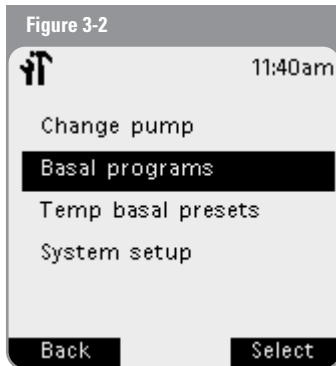 Figure 3-2
11:40am
Change pump
Basal programs
Temp basal presets
System setup
Back Select